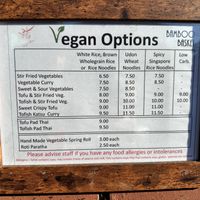 Vegan Options
BAMBOO BASKET
White Rice, Brown Udon Spicy Low
Wholegrain Rice Wheat Singapore Carb.
or Rice Noodles Noodles Rice Noodles
Stir Fried Vegetables 6.50 7.50 7.50
Vegetable Curry 7.50 8.50 8.50 -
Sweet & Sour Vegetables 7.50 8.50 - -
Tofu & Stir Fried Veg. 8.00 9.00 9.00 9.00
Tofish & Stir Fried Veg. 9.00 10.00 10.00 10.00
Sweet Crispy Tofu 9.00 11.00 11.50
Tofish Katsu Curry 9.50 11.50 11.50 -
Tofu Pad Thai 9.00
Tofish Pad Thai 9.50
Hand Made Vegetable Spring Roll 3.00 each
Roti Paratha 2.50 each
Please advise staff if you have any food allergies or intolerances